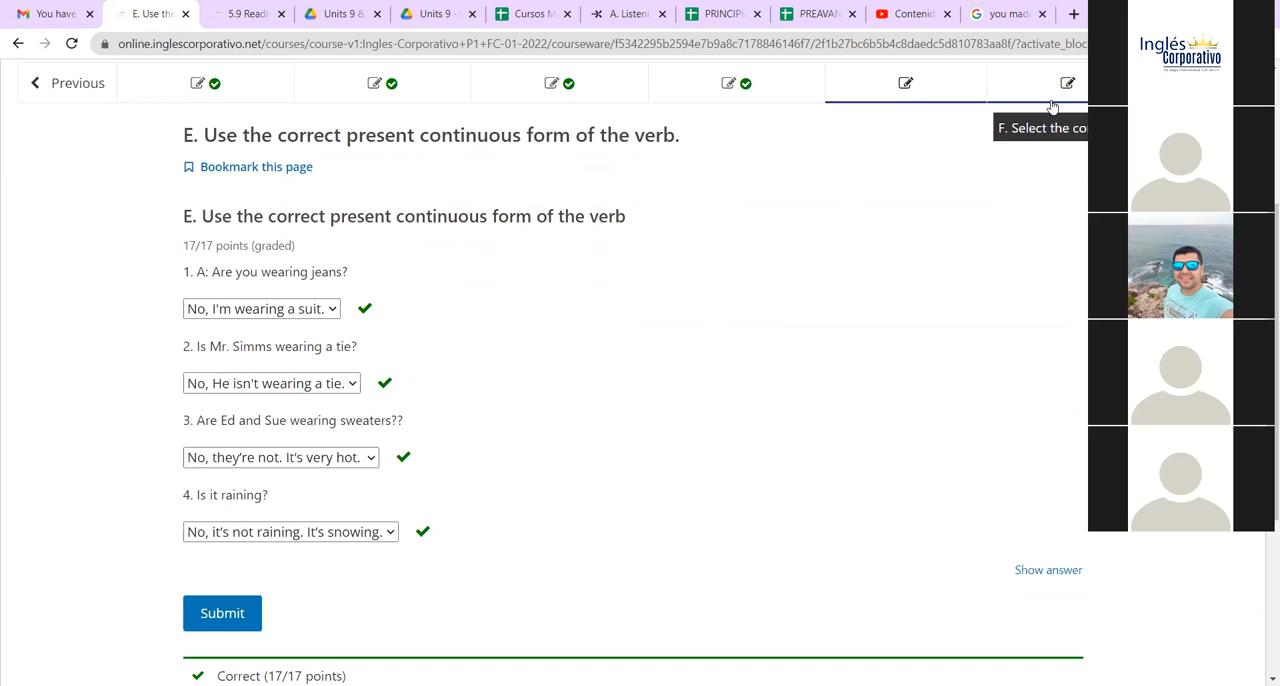 You have
E. Use the
5.9 Readi
Units 9 &
Units 9 -
Cursos M
A. Listeni
PRINCIPI
PREAVAN
Contenid
you made
online.inglescorporativo.net/courses/course-v1:Ingles-Corporativo+P1+FC-01-2022/courseware/f5342295b2594e7b9a8c7178846146f7/2f1b27bc6b5b4c8daedc5d810783aa8f/?activate_bloc
Inglés
Corporativo
Previous
F. Select the co
E. Use the correct present continuous form of the verb.
Bookmark this page
E. Use the correct present continuous form of the verb
17/17 points (graded)
1. A: Are you wearing jeans?
No, I'm wearing a suit.
2. Is Mr. Simms wearing a tie?
No, He isn't wearing a tie.
3. Are Ed and Sue wearing sweaters??
No, they're not. It's very hot.
4. Is it raining?
No, it's not raining. It's snowing.
Show answer
Submit
Correct (17/17 points)